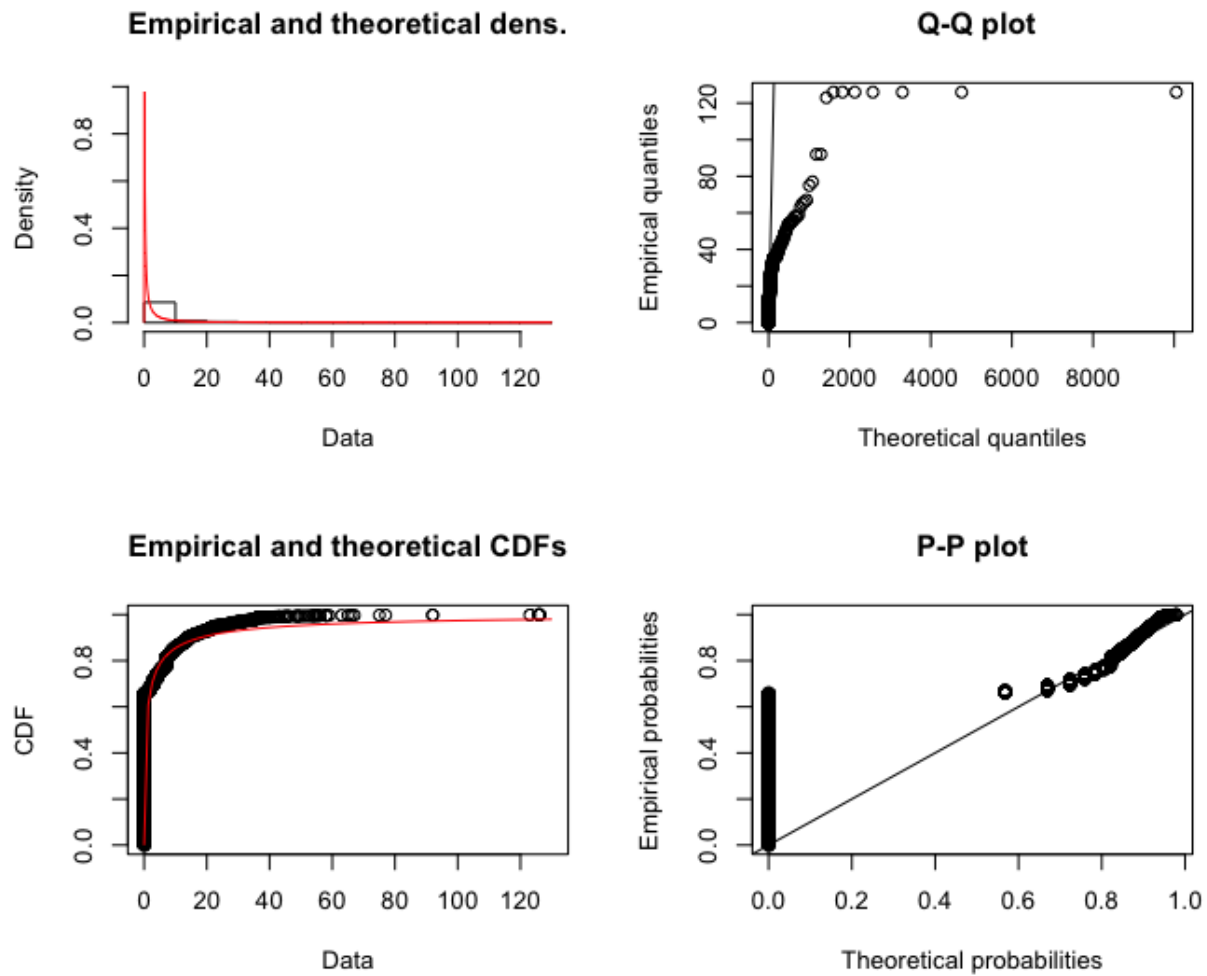 Empirical and theoretical dens.
Density
0.0 0.4 0.8
0 20 40 60 80 100 120
Data
Q-Q plot
Empirical quantiles
0 40 80 120
0 2000 4000 6000 8000
Theoretical quantiles
Empirical and theoretical CDFs
CDF
0.0 0.4 0.8
0 20 40 60 80 100 120
Data
P-P plot
Empirical probabilities
0.0 0.4 0.8
0.0 0.2 0.4 0.6 0.8 1.0
Theoretical probabilities